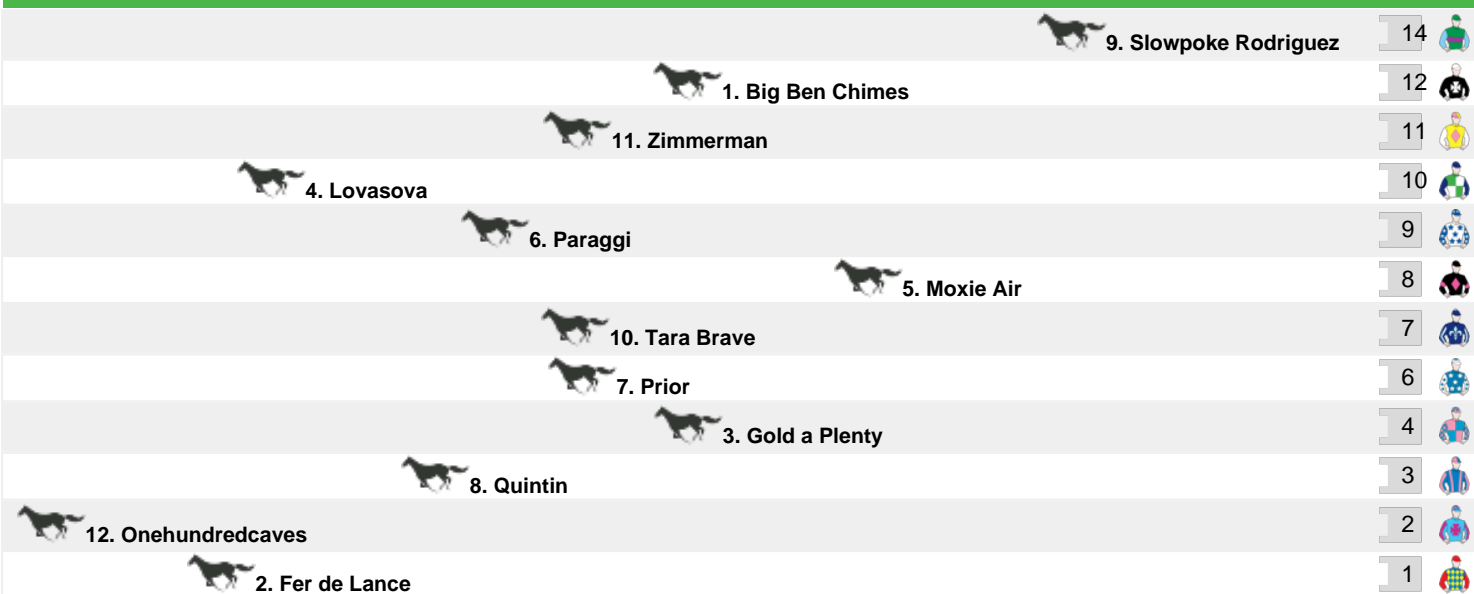 9. Slowpoke Rodriguez 14
1. Big Ben Chimes 12
11. Zimmerman 11
4. Lovasova 10
6. Paraggi 9
5. Moxie Air 8
10. Tara Brave 7
7. Prior 6
3. Gold a Plenty 4
8. Quintin 3
12. Onehundredcaves 2
2. Fer de Lance 1